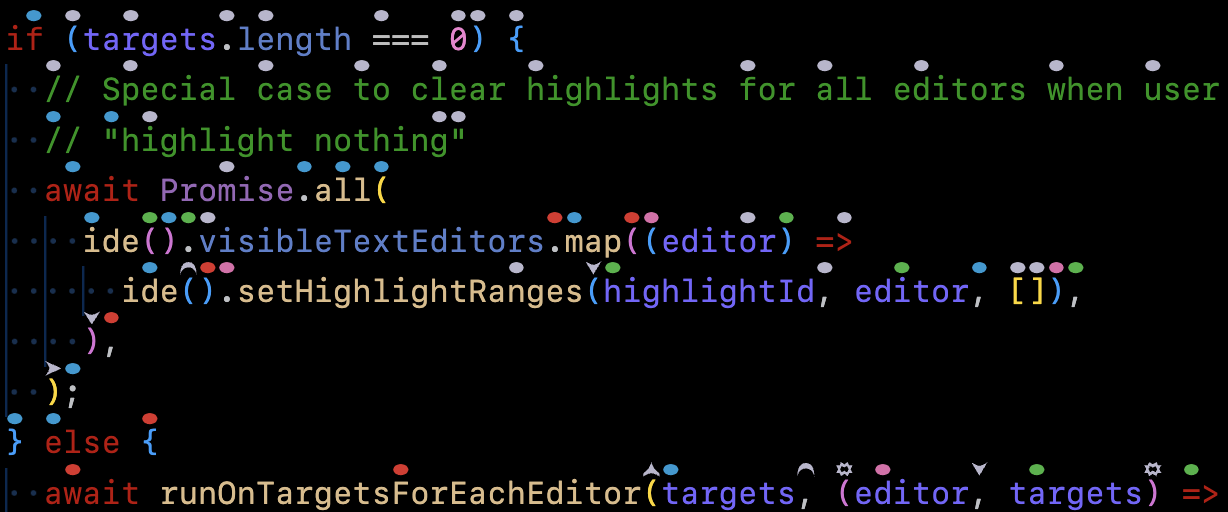 if (targets.length === 0) {
// Special case to clear highlights for all editors when user
// "highlight nothing"
await Promise.all(
ide().visibleTextEditors.map((editor) =>
ide().setHighlightRanges(highlightId, editor, []),
),
);
} else {
await runOnTargetsForEachEditor(targets, (editor, targets) =>